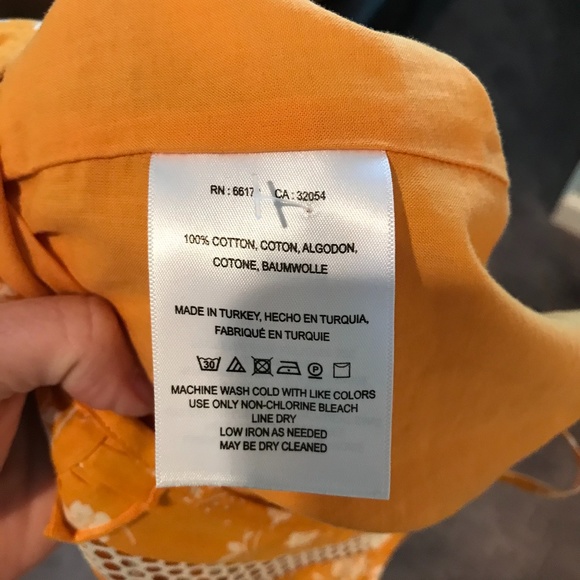 CA : 32054
100% COTTON, COTON, ALGODON,
COTONE, BAUMWOLLE
MADE IN TURKEY, HECHO EN TURQUIA,
FABRIQUÉ EN TURQUIE
30 P
MACHINE WASH COLD WITH LIKE COLORS
USE ONLY NON-CHLORINE BLEACH
LINE DRY
LOW IRON AS NEEDED
MAY BE DRY CLEANED